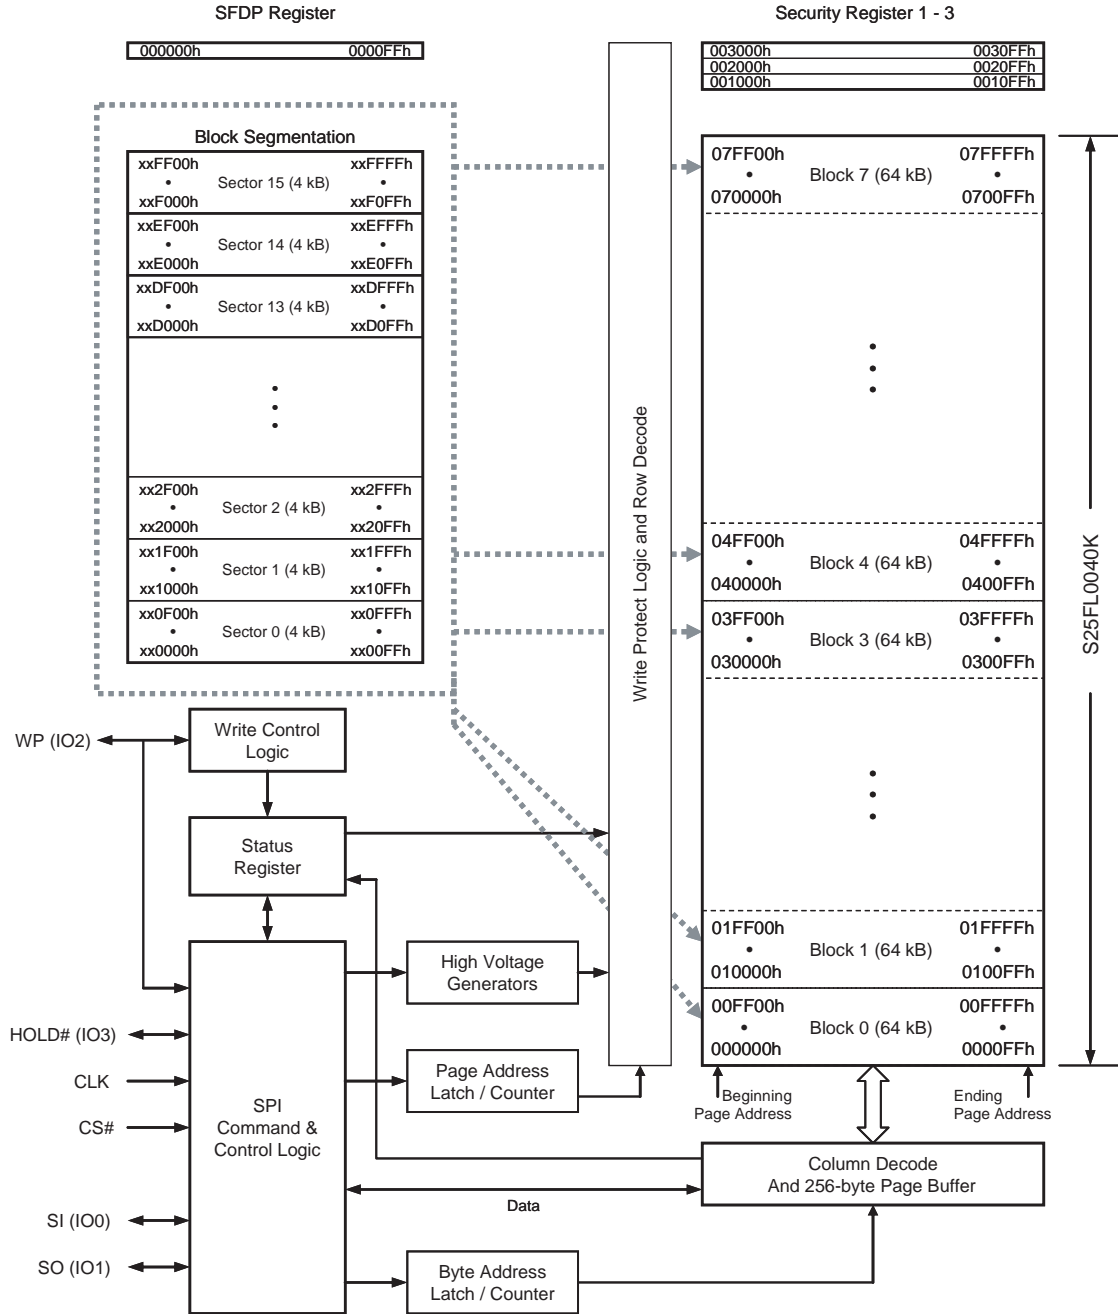 SFDP Register
000000h 0000FFh
Security Register 1 - 3
003000h 0030FFh
002000h 0020FFh
001000h 0010FFh
Block Segmentation
xxFF00h xxFFFFh
Sector 15 (4 kB)
xxF000h xxF0FFh
xxEF00h xxEFFFh
Sector 14 (4 kB)
xxE000h xxE0FFh
xxDF00h xxDFFFh
Sector 13 (4 kB)
xxD000h xxD0FFh
xx2F00h xx2FFFh
Sector 2 (4 kB)
xx2000h xx20FFh
xx1F00h xx1FFFh
Sector 1 (4 kB)
xx1000h xx10FFh
xx0F00h xx0FFFh
Sector 0 (4 kB)
xx0000h xx00FFh
Write Protect Logic and Row Decode
07FF00h 07FFFFh
Block 7 (64 kB)
070000h 0700FFh
04FF00h 04FFFFh
Block 4 (64 kB)
040000h 0400FFh
03FF00h 03FFFFh
Block 3 (64 kB)
030000h 0300FFh
01FF00h 01FFFFh
Block 1 (64 kB)
010000h 0100FFh
00FF00h 00FFFFh
Block 0 (64 kB)
000000h 0000FFh
S25FL0040K
Beginning
Page Address
Ending
Page Address
WP (IO2)
Write Control
Logic
Status
Register
HOLD# (IO3)
CLK
CS#
SI (IO0)
SO (IO1)
SPI
Command &
Control Logic
High Voltage
Generators
Page Address
Latch / Counter
Column Decode
And 256-byte Page Buffer
Data
Byte Address
Latch / Counter